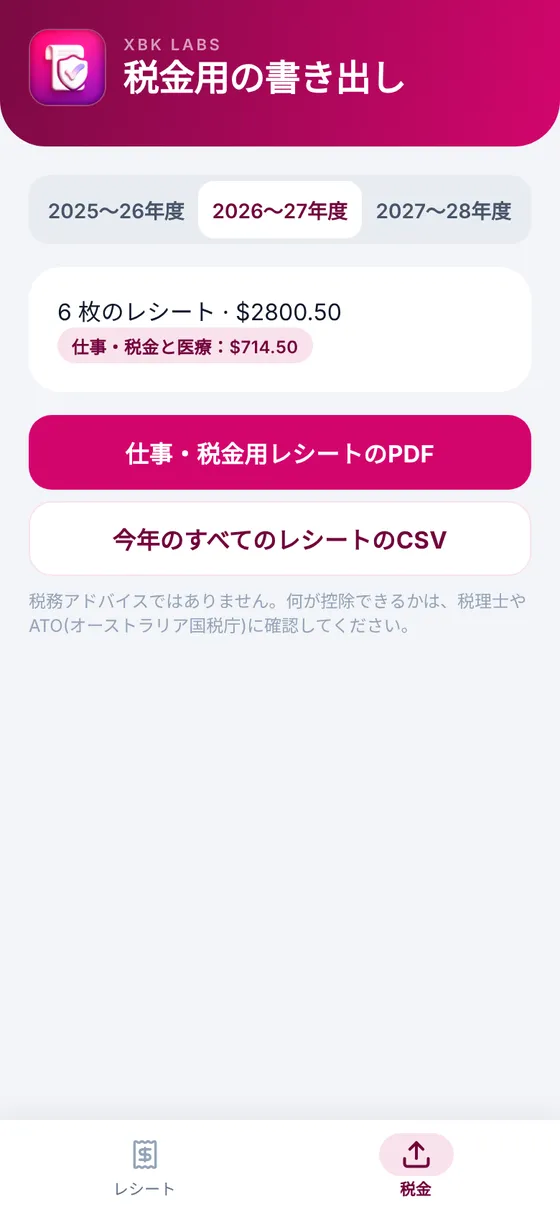 XBK LABS
税金用の書き出し
2025〜26年度
2026〜27年度
2027〜28年度
6 枚のレシート · $2800.50
仕事・税金と医療：$714.50
仕事・税金用レシートのPDF
今年のすべてのレシートのCSV
税務アドバイスではありません。何が控除できるかは、税理士や
ATO(オーストラリア国税庁)に確認してください。
レシート
税金